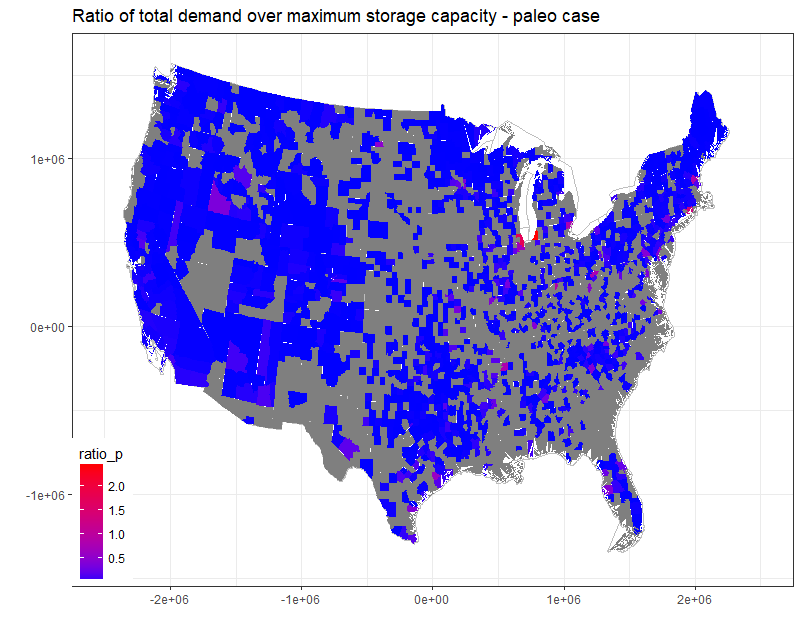 Ratio of total demand over maximum storage capacity - paleo case
1e+06
0e+00
-1e+06
ratio_p
2.0
1.5
1.0
0.5
-2e+06 -1e+06 0e+00 1e+06 2e+06